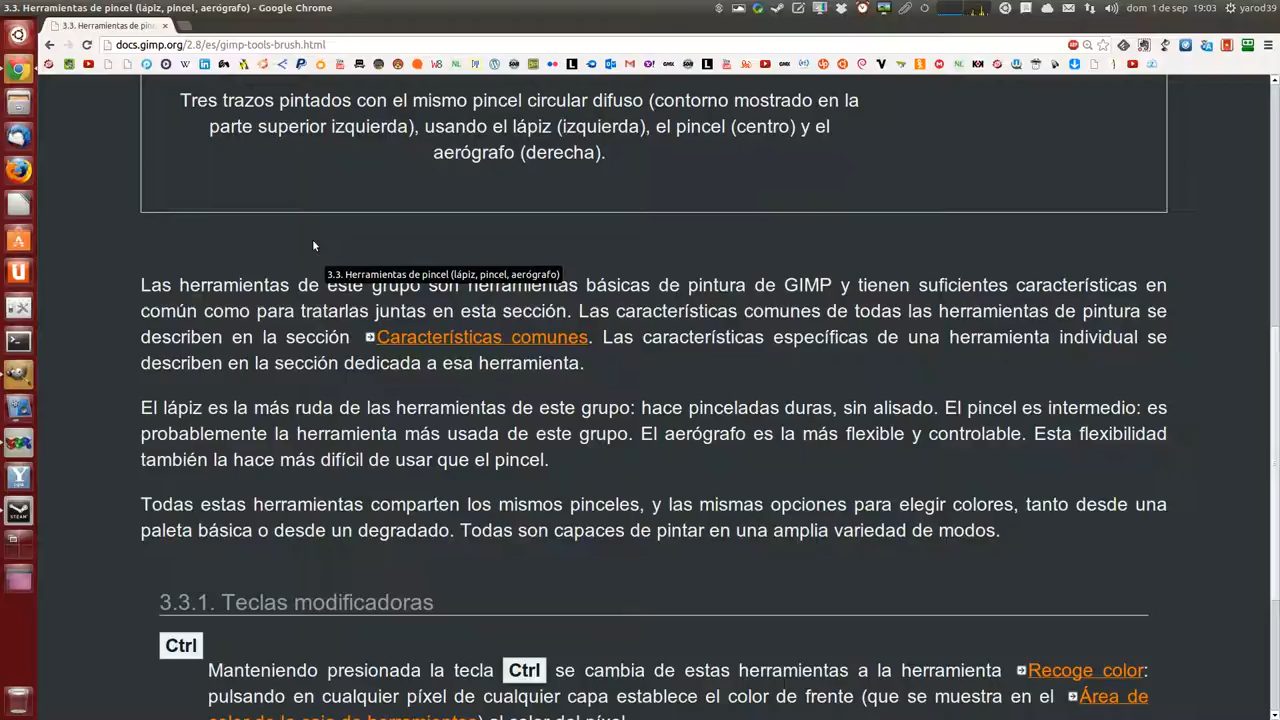 3.3. Herramientas de pincel (lápiz, pincel, aerógrafo) - Google Chrome
dom 1 de sep 19:03 yarod39
3.3. Herramientas de pin
docs.gimp.org/2.8/es/gimp-tools-brush.html
Tres trazos pintados con el mismo pincel circular difuso (contorno mostrado en la
parte superior izquierda), usando el lápiz (izquierda), el pincel (centro) y el
aerógrafo (derecha).
3.3. Herramientas de pincel (lápiz, pincel, aerógrafo)
Las herramientas de este grupo son herramientas básicas de pintura de GIMP y tienen suficientes características en
común como para tratarlas juntas en esta sección. Las características comunes de todas las herramientas de pintura se
describen en la sección Características comunes. Las características específicas de una herramienta individual se
describen en la sección dedicada a esa herramienta.
El lápiz es la más ruda de las herramientas de este grupo: hace pinceladas duras, sin alisado. El pincel es intermedio: es
probablemente la herramienta más usada de este grupo. El aerógrafo es la más flexible y controlable. Esta flexibilidad
también la hace más difícil de usar que el pincel.
Todas estas herramientas comparten los mismos pinceles, y las mismas opciones para elegir colores, tanto desde una
paleta básica o desde un degradado. Todas son capaces de pintar en una amplia variedad de modos.
3.3.1. Teclas modificadoras
Ctrl
Manteniendo presionada la tecla Ctrl se cambia de estas herramientas a la herramienta Recoge color:
pulsando en cualquier píxel de cualquier capa establece el color de frente (que se muestra en el Área de
color de la caja de herramientas) al color del píxel